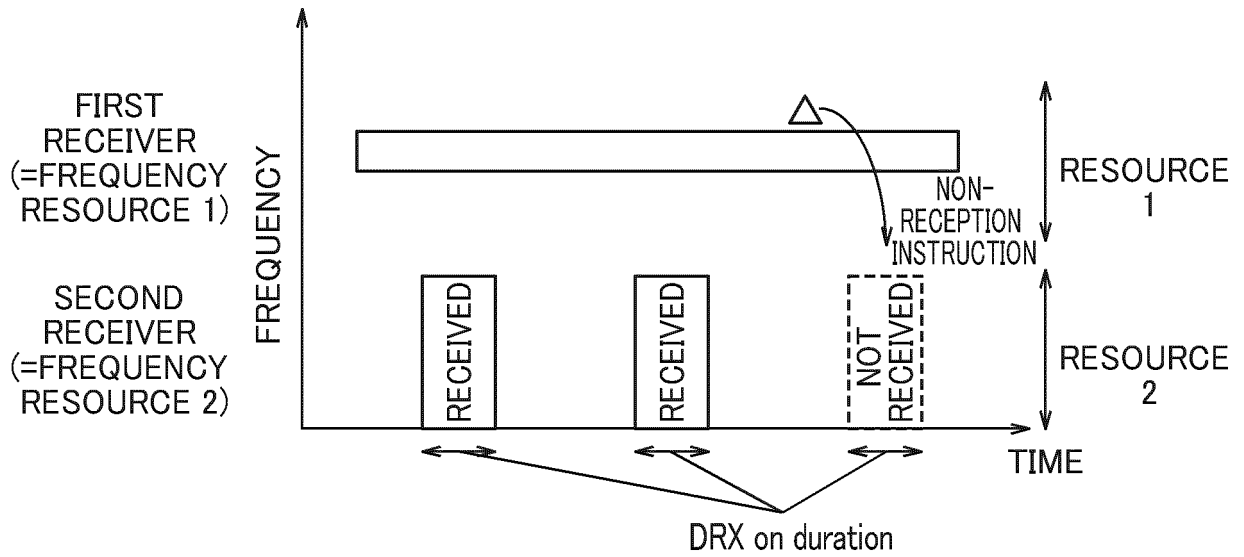 FIRST
RECEIVER
(=FREQUENCY
RESOURCE 1)
SECOND
RECEIVER
(=FREQUENCY
RESOURCE 2)
FREQUENCY
NON-
RECEPTION
INSTRUCTION
RESOURCE
1
RECEIVED
RECEIVED
NOT
RECEIVED
RESOURCE
2
TIME
DRX on duration